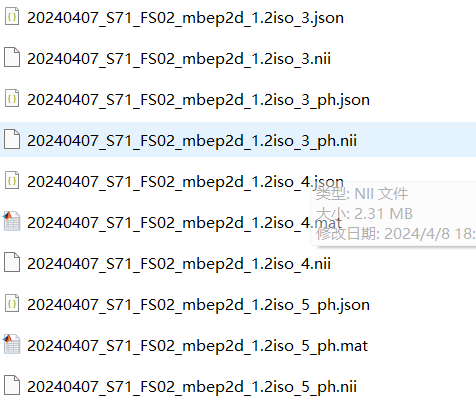 20240407_S71_FS02_mbep2d_1.2iso_3.json
20240407_S71_FS02_mbep2d_1.2iso_3.nii
20240407_S71_FS02_mbep2d_1.2iso_3_ph.json
20240407_S71_FS02_mbep2d_1.2iso_3_ph.nii
20240407_S71_FS02_mbep2d_1.2iso_4.json
类型: NII 文件
大小: 2.31 MB
20240407_S71_FS02_mbep2d_1.2iso_4.mat
修改日期: 2024/4/8 18:
20240407_S71_FS02_mbep2d_1.2iso_4.nii
20240407_S71_FS02_mbep2d_1.2iso_5_ph.json
20240407_S71_FS02_mbep2d_1.2iso_5_ph.mat
20240407_S71_FS02_mbep2d_1.2iso_5_ph.nii